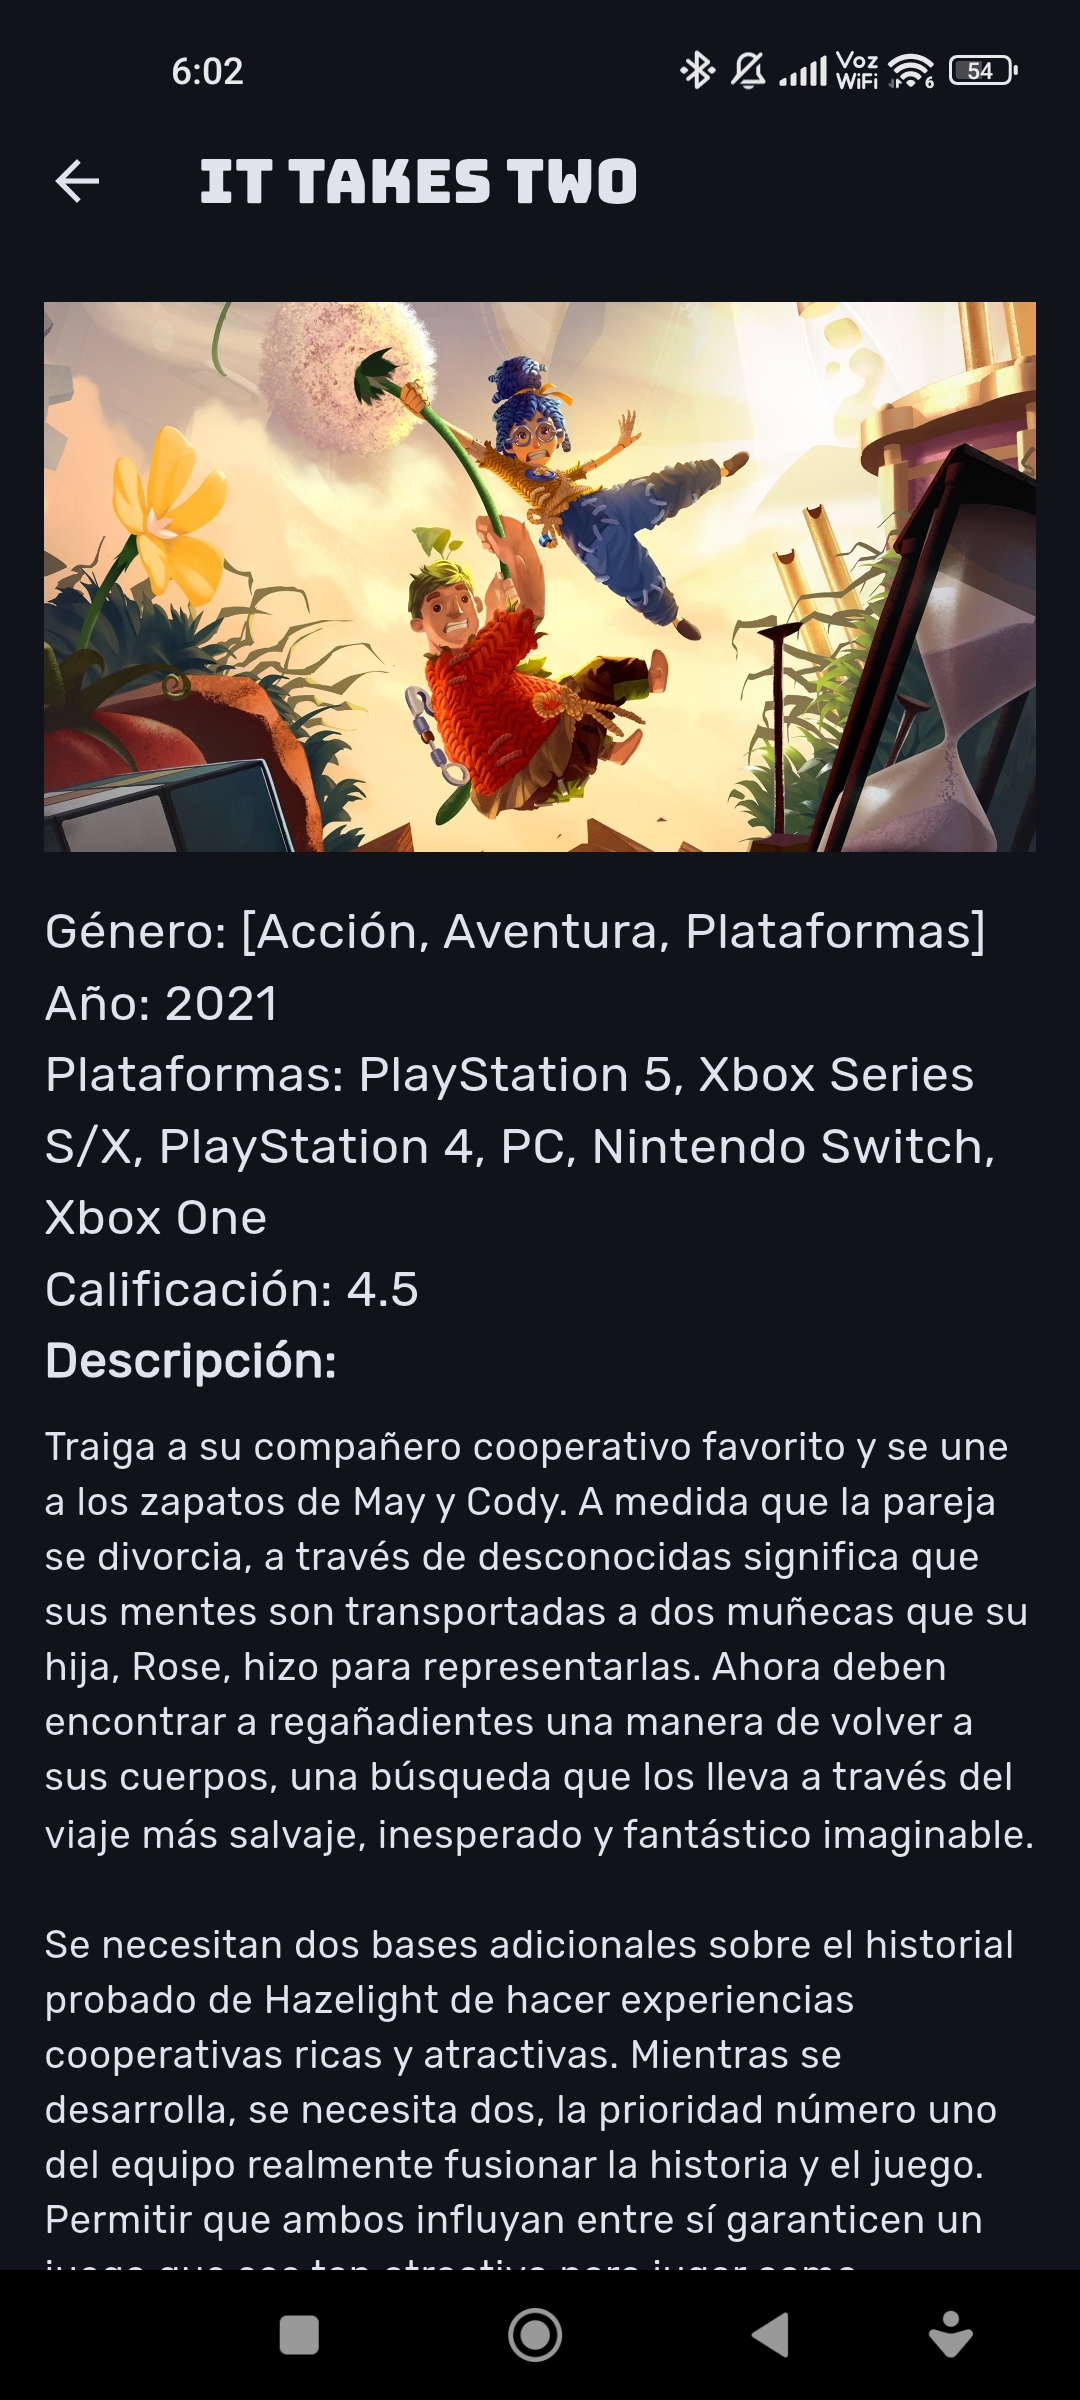 6:02
Voz
WiFi
6
54
IT TAKES TWO
Género: [Acción, Aventura, Plataformas]
Año: 2021
Plataformas: PlayStation 5, Xbox Series
S/X, PlayStation 4, PC, Nintendo Switch,
Xbox One
Calificación: 4.5
Descripción:
Traiga a su compañero cooperativo favorito y se une
a los zapatos de May y Cody. A medida que la pareja
se divorcia, a través de desconocidas significa que
sus mentes son transportadas a dos muñecas que su
hija, Rose, hizo para representarlas. Ahora deben
encontrar a regañadientes una manera de volver a
sus cuerpos, una búsqueda que los lleva a través del
viaje más salvaje, inesperado y fantástico imaginable.
Se necesitan dos bases adicionales sobre el historial
probado de Hazelight de hacer experiencias
cooperativas ricas y atractivas. Mientras se
desarrolla, se necesita dos, la prioridad número uno
del equipo realmente fusionar la historia y el juego.
Permitir que ambos influyan entre sí garanticen un